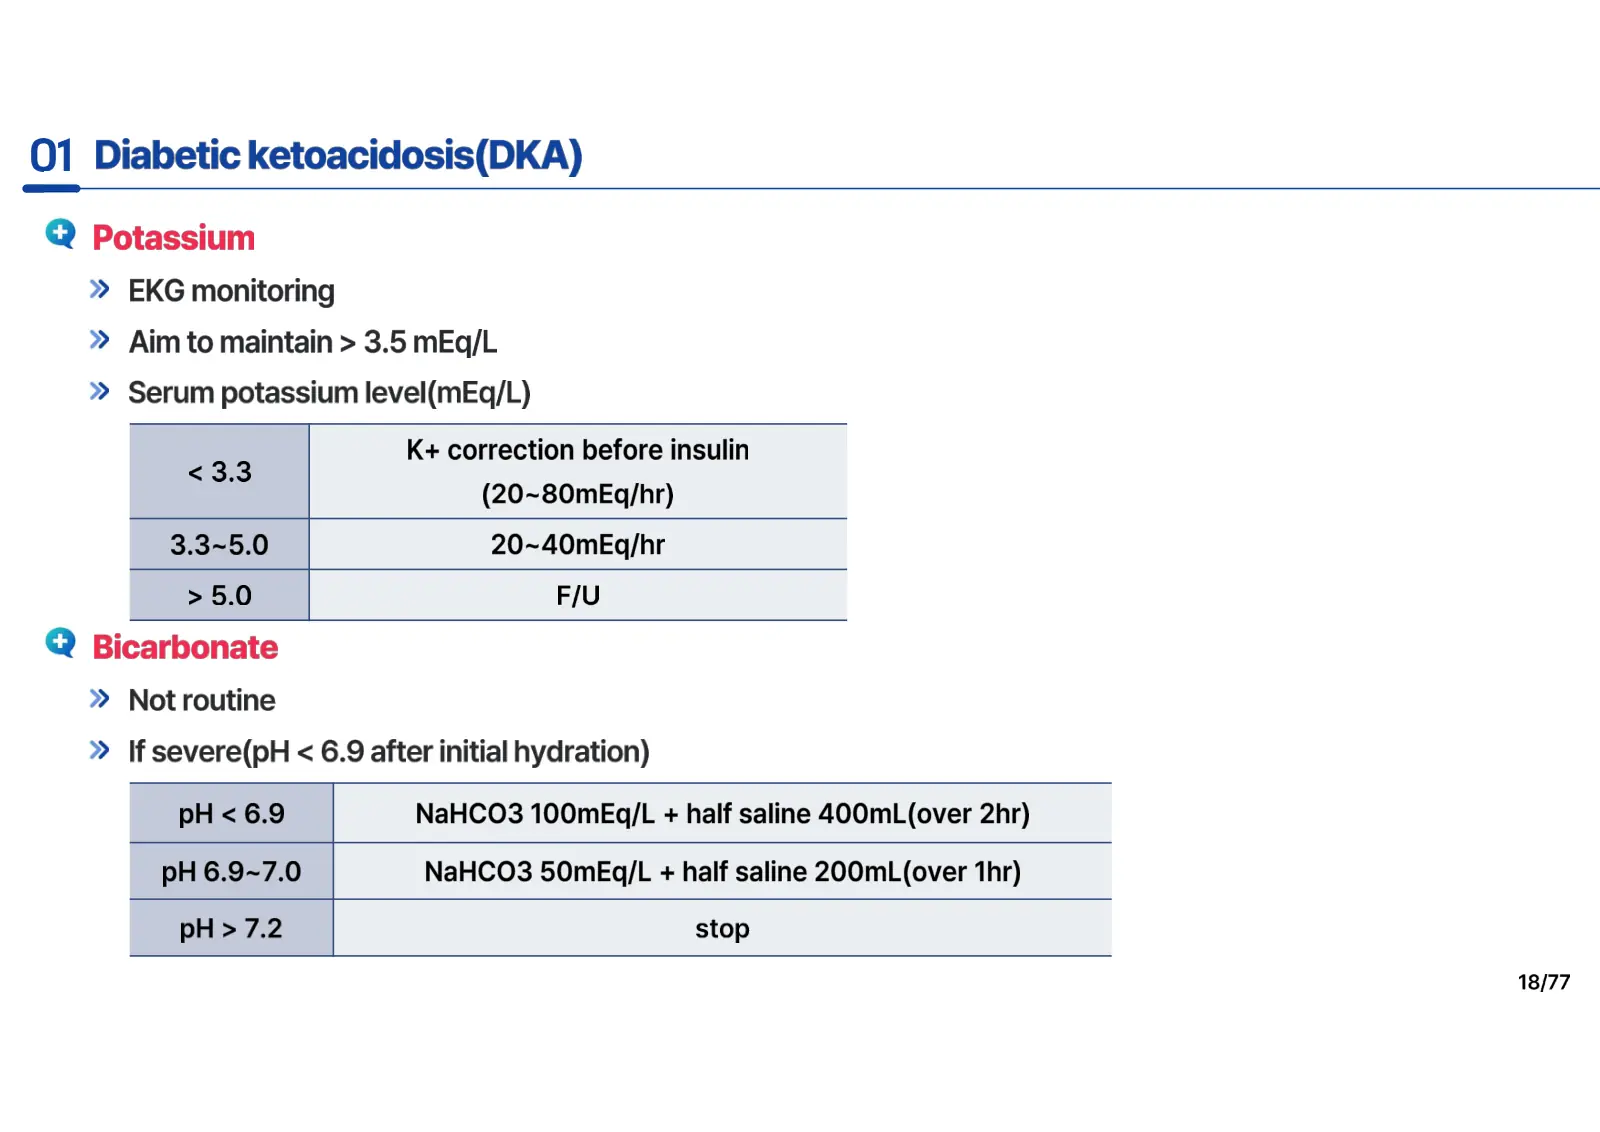 01 Diabetic ketoacidosis(DKA)
Potassium
EKG monitoring
Aim to maintain > 3.5 mEq/L
Serum potassium level(mEq/L)
< 3.3
K+ correction before insulin
(20~80mEq/hr)
3.3~5.0
20~40mEq/hr
> 5.0
F/U
Bicarbonate
Not routine
If severe(pH < 6.9 after initial hydration)
pH < 6.9
NaHCO3 100mEq/L + half saline 400mL(over 2hr)
pH 6.9~7.0
NaHCO3 50mEq/L + half saline 200mL(over 1hr)
pH > 7.2
stop
18/77